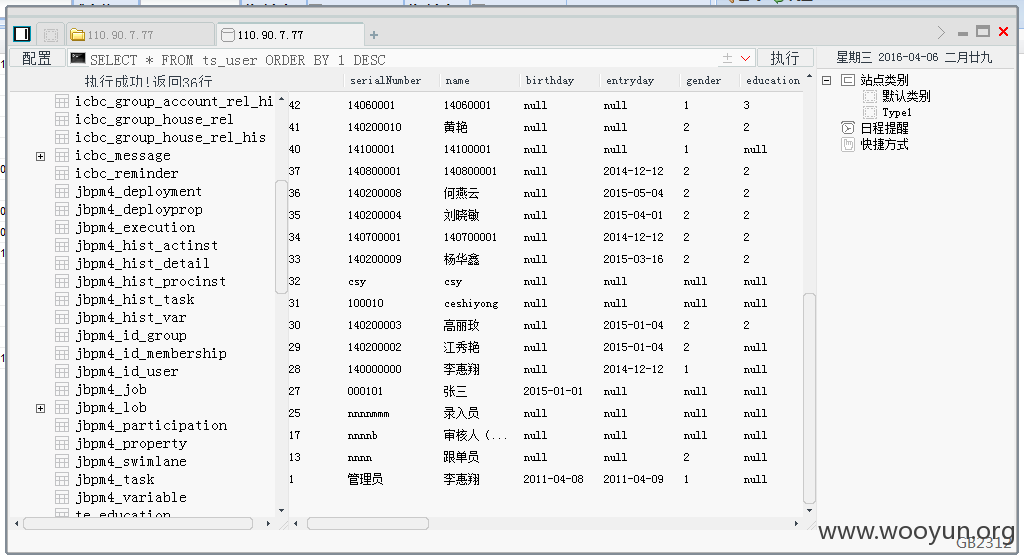 110.90.7.77
110.90.7.77
+
配置
SELECT * FROM ts_user ORDER BY 1 DESC
执行
星期三 2016-04-06 二月廿九
执行成功!返回36行
serialNumber name birthday entryday gender education
icbc_group_account_rel_hi
icbc_group_house_rel
icbc_group_house_rel_his
icbc_message
icbc_reminder
jbpm4_deployment
jbpm4_deployprop
jbpm4_execution
jbpm4_hist_actinst
jbpm4_hist_detail
jbpm4_hist_procinst
jbpm4_hist_task
jbpm4_hist_var
jbpm4_id_group
jbpm4_id_membership
jbpm4_id_user
jbpm4_job
jbpm4_lob
jbpm4_participation
jbpm4_property
jbpm4_swimlane
jbpm4_task
jbpm4_variable
te_education
42 14060001 14060001 null null 1 3
41 140200010 黄艳 null null 2 2
40 14100001 14100001 null null 1 null
37 140800001 140800001 null 2014-12-12 2 2
36 140200008 何燕云 null 2015-05-04 2 2
35 140200004 刘晓敏 null 2015-04-01 2 2
34 140700001 140700001 null 2014-12-12 2 2
33 140200009 杨华鑫 null 2015-03-16 2 2
32 csy csy null null null null
31 100010 ceshiyong null null null null
30 140200003 高丽玫 null 2015-01-04 2 2
29 140200002 江秀艳 null 2015-01-04 2 null
28 140000000 李惠翔 null 2014-12-12 1 null
27 000101 张三 2015-01-01 null null null
25 nnnnmmm 录入员 null null null null
17 nnnnb 审核人（... null null null null
13 nnnn 跟单员 null null 2 null
1 管理员 李惠翔 2011-04-08 2011-04-09 1 null
站点类别
默认类别
Type1
日程提醒
快捷方式
www.wooyun.org
GB2312